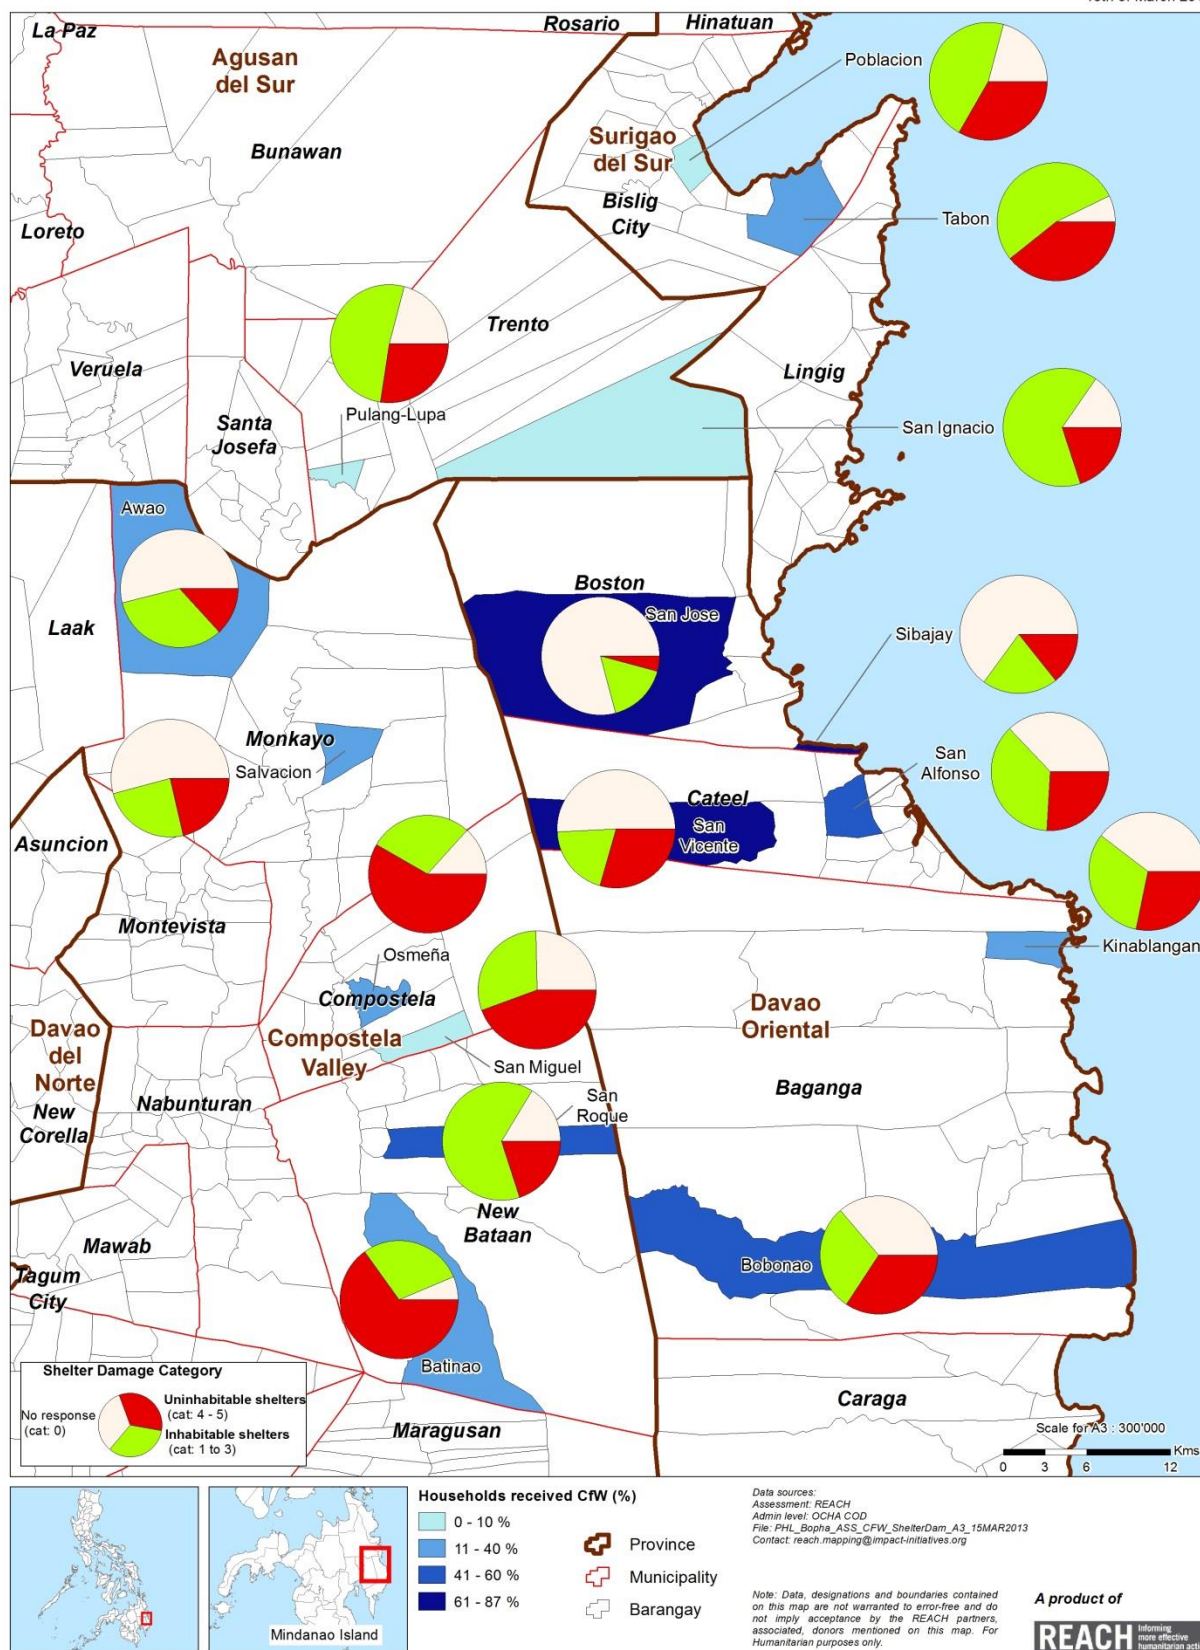 La Paz
Rosario
Hinatuan
Agusan
del Sur
Poblacion
Bunawan
Surigao
del Sur
Bislig
City
Loreto
Tabon
Trento
Veruela
Lingig
Santa
Josefa
Pulang-Lupa
San Ignacio
Awao
Boston
San Jose
Laak
Sibajay
Monkayo
Salvacion
San
Alfonso
Cateel
San
Vicente
Asuncion
Montevista
Osmeña
Kinablangan
Compostela
Davao
Oriental
Davao
del
Norte
Compostela
Valley
San Miguel
Baganga
New
Corella
Nabunturan
San
Roque
New
Bataan
Mawab
Bobonao
Tagum
City
Batinao
Shelter Damage Category
No response
(cat: 0)
Uninhabitable shelters
(cat: 4 - 5)
Inhabitable shelters
(cat: 1 to 3)
Maragusan
Caraga
Scale for A3 : 300'000
Kms
0 3 6 12
Mindanao Island
Households received CfW (%)
0 - 10 %
11 - 40 %
41 - 60 %
61 - 87 %
Province
Municipality
Barangay
Data sources:
Assessment: REACH
Admin level: OCHA COD
File: PHL_Bopha_ASS_CFW_ShelterDam_A3_15MAR2013
Contact: reach.mapping@impact-initiatives.org
Note: Data, designations and boundaries contained
on this map are not warranted to error-free and do
not imply acceptance by the REACH partners,
associated, donors mentioned on this map. For
Humanitarian purposes only.
A product of
REACH
Informing
more effective